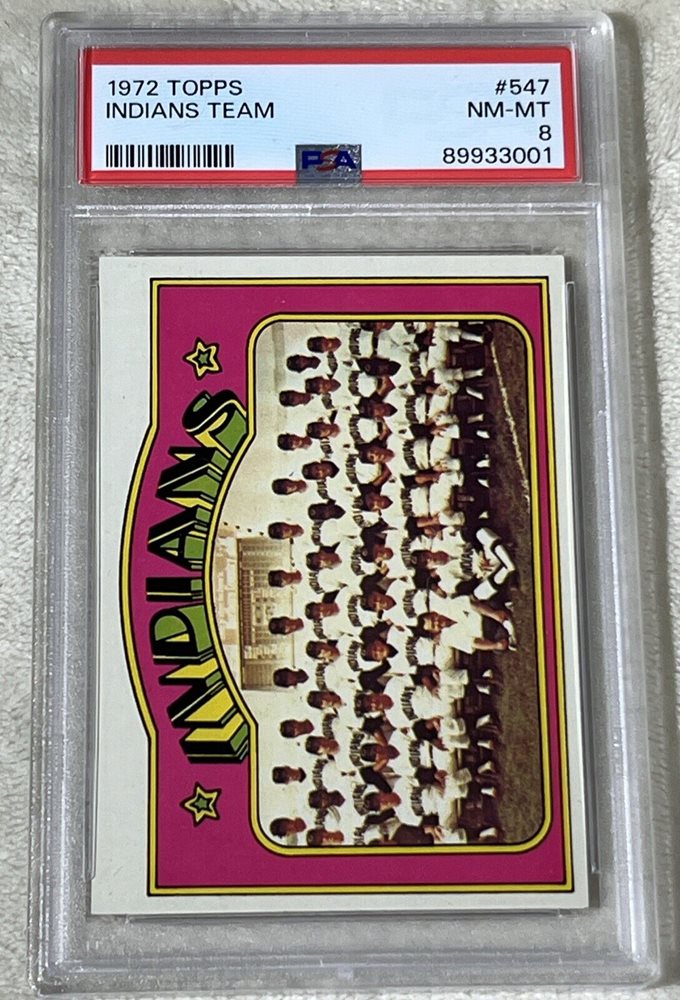 1972 TOPPS #547
INDIANS TEAM NM-MT
8
PSA 89933001
INDIANS